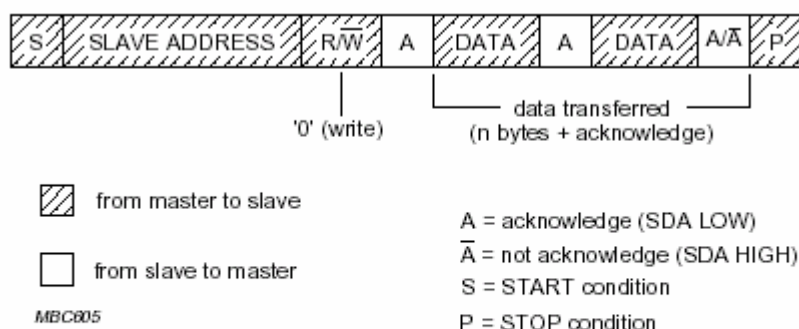 S SLAVE ADDRESS R/W̅ A DATA A DATA A/A̅ P
'0' (write)
data transferred
(n bytes + acknowledge)
from master to slave
from slave to master
A = acknowledge (SDA LOW)
A̅ = not acknowledge (SDA HIGH)
S = START condition
P = STOP condition
MBC605